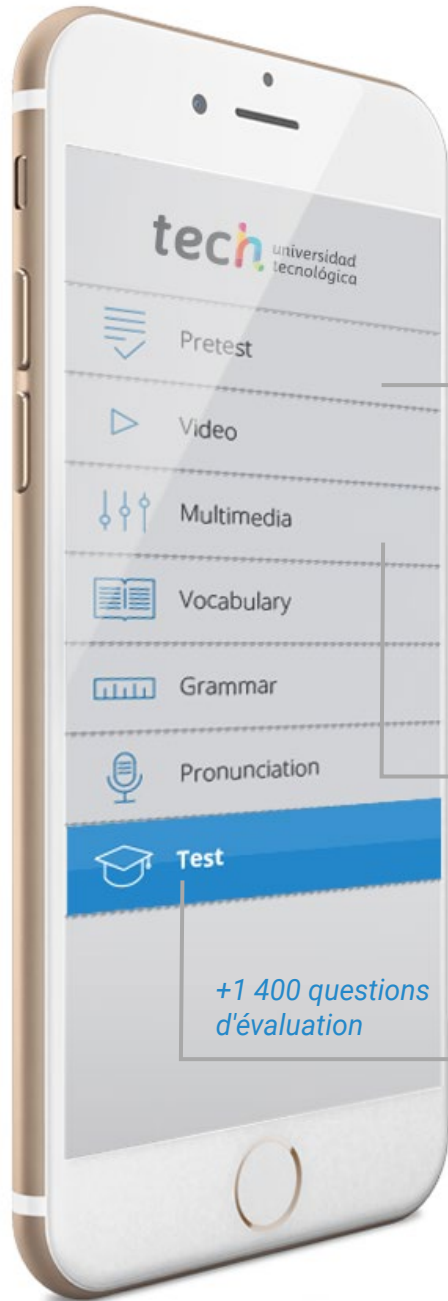 tech universidad
tecnológica
Pretest
Video
Multimedia
Vocabulary
Grammar
Pronunciation
Test
+1 400 questions
d'évaluation